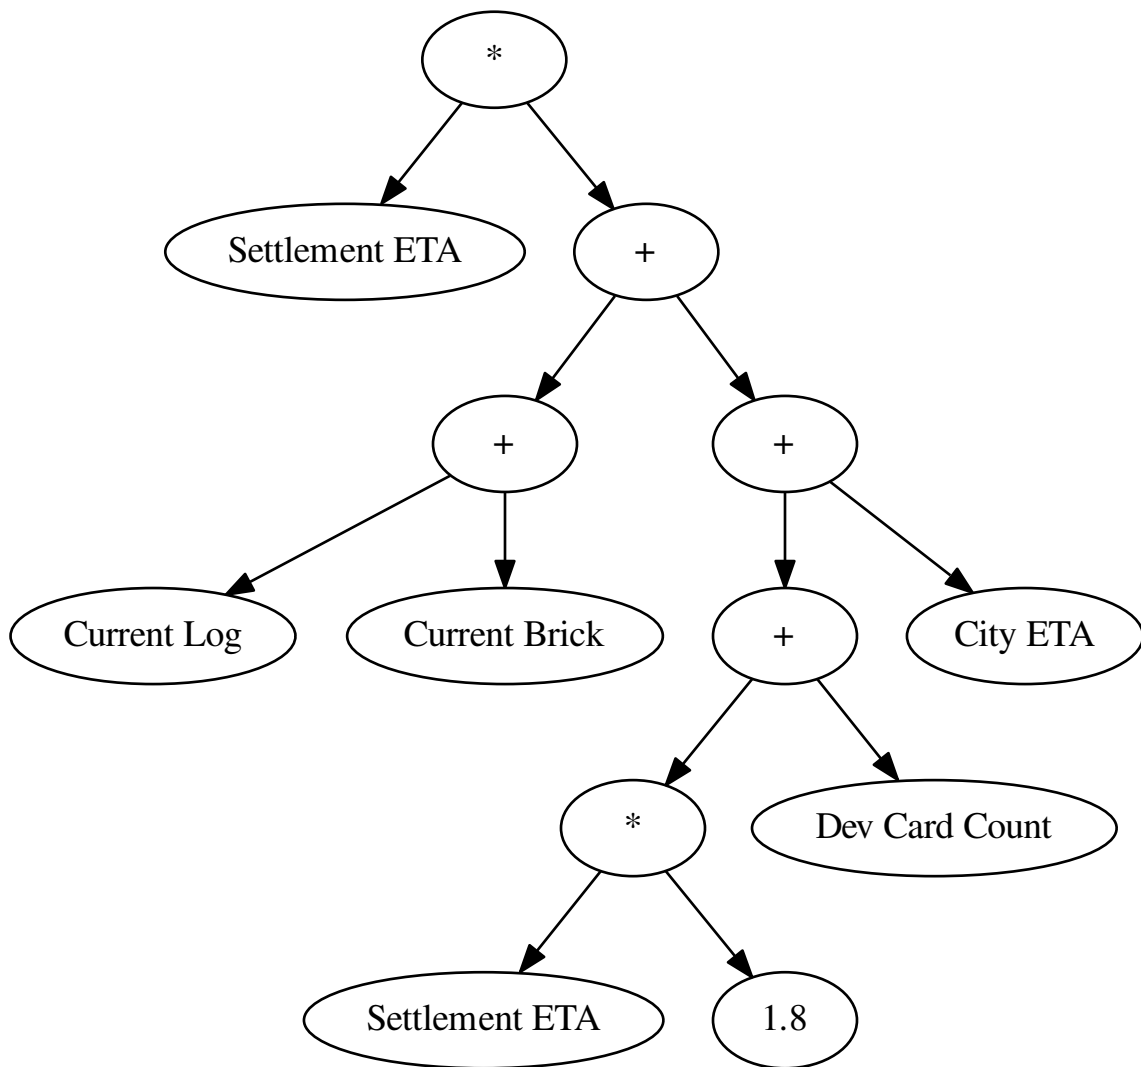 *
Settlement ETA
+
+
+
Current Log
Current Brick
+
City ETA
*
Dev Card Count
Settlement ETA
1.8